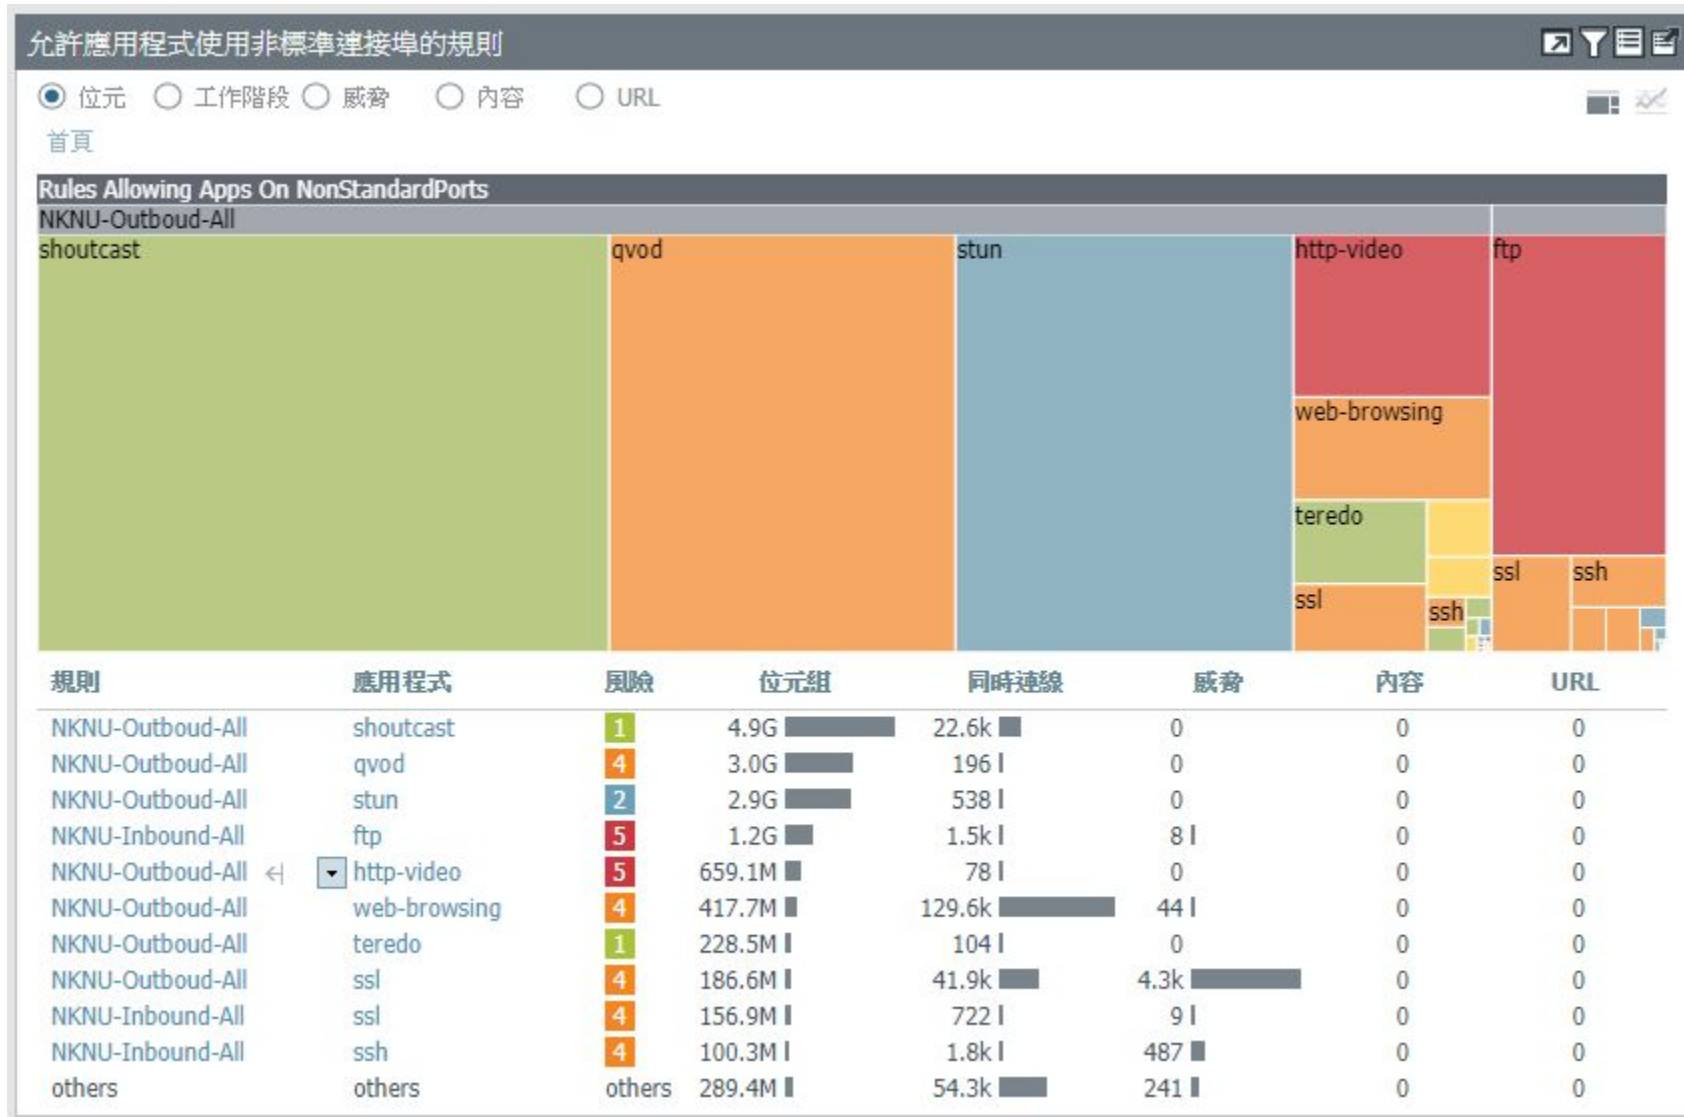 允許應用程式使用非標準連接埠的規則
位元 工作階段 威脅 內容 URL
首頁
Rules Allowing Apps On NonStandardPorts
NKNU-Outboud-All
shoutcast qvod stun http-video ftp
web-browsing
teredo
ssl ssh
ssl ssh
規則 應用程式 風險 位元組 同時連線 威脅 內容 URL
NKNU-Outboud-All shoutcast 1 4.9G 22.6k 0 0 0
NKNU-Outboud-All qvod 4 3.0G 196 0 0 0
NKNU-Outboud-All stun 2 2.9G 538 0 0 0
NKNU-Inbound-All ftp 5 1.2G 1.5k 8 0 0
NKNU-Outboud-All http-video 5 659.1M 78 0 0 0
NKNU-Outboud-All web-browsing 4 417.7M 129.6k 44 0 0
NKNU-Outboud-All teredo 1 228.5M 104 0 0 0
NKNU-Outboud-All ssl 4 186.6M 41.9k 4.3k 0 0
NKNU-Inbound-All ssl 4 156.9M 722 9 0 0
NKNU-Inbound-All ssh 4 100.3M 1.8k 487 0 0
others others others 289.4M 54.3k 241 0 0